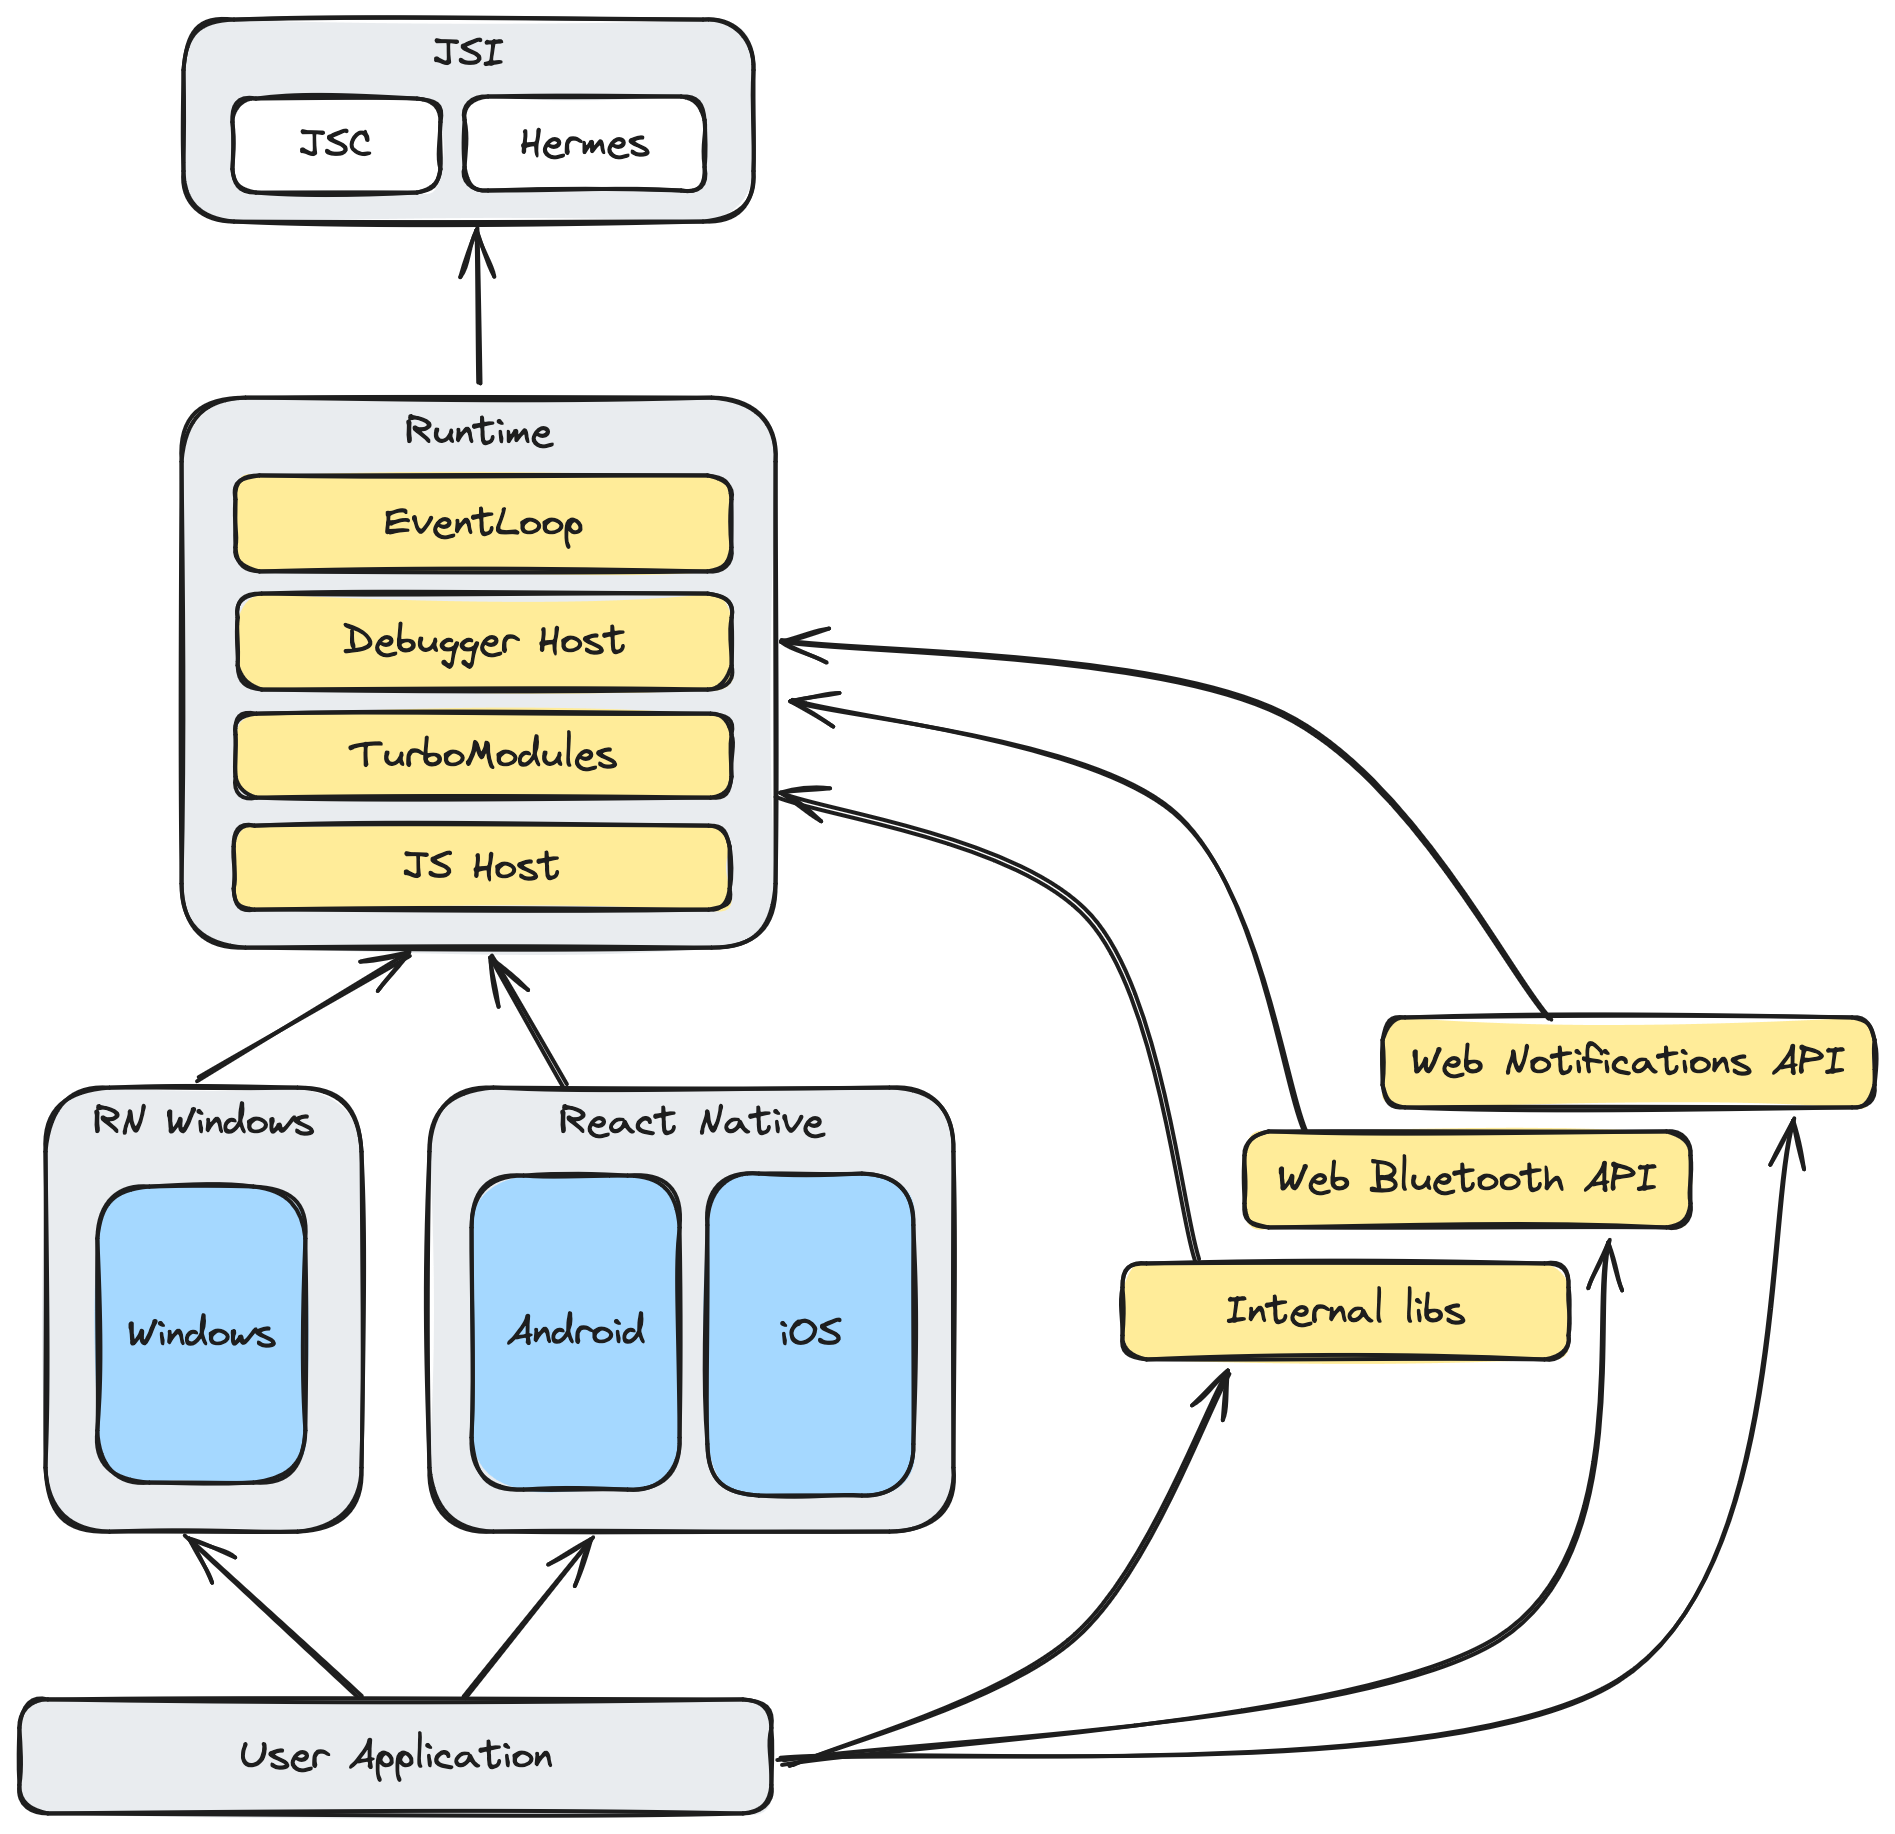 JSI
JSC
Hermes
Runtime
EventLoop
Debugger Host
TurboModules
JS Host
Web Notifications API
RN Windows
React Native
Web Bluetooth API
Windows
Android
iOS
Internal libs
User Application